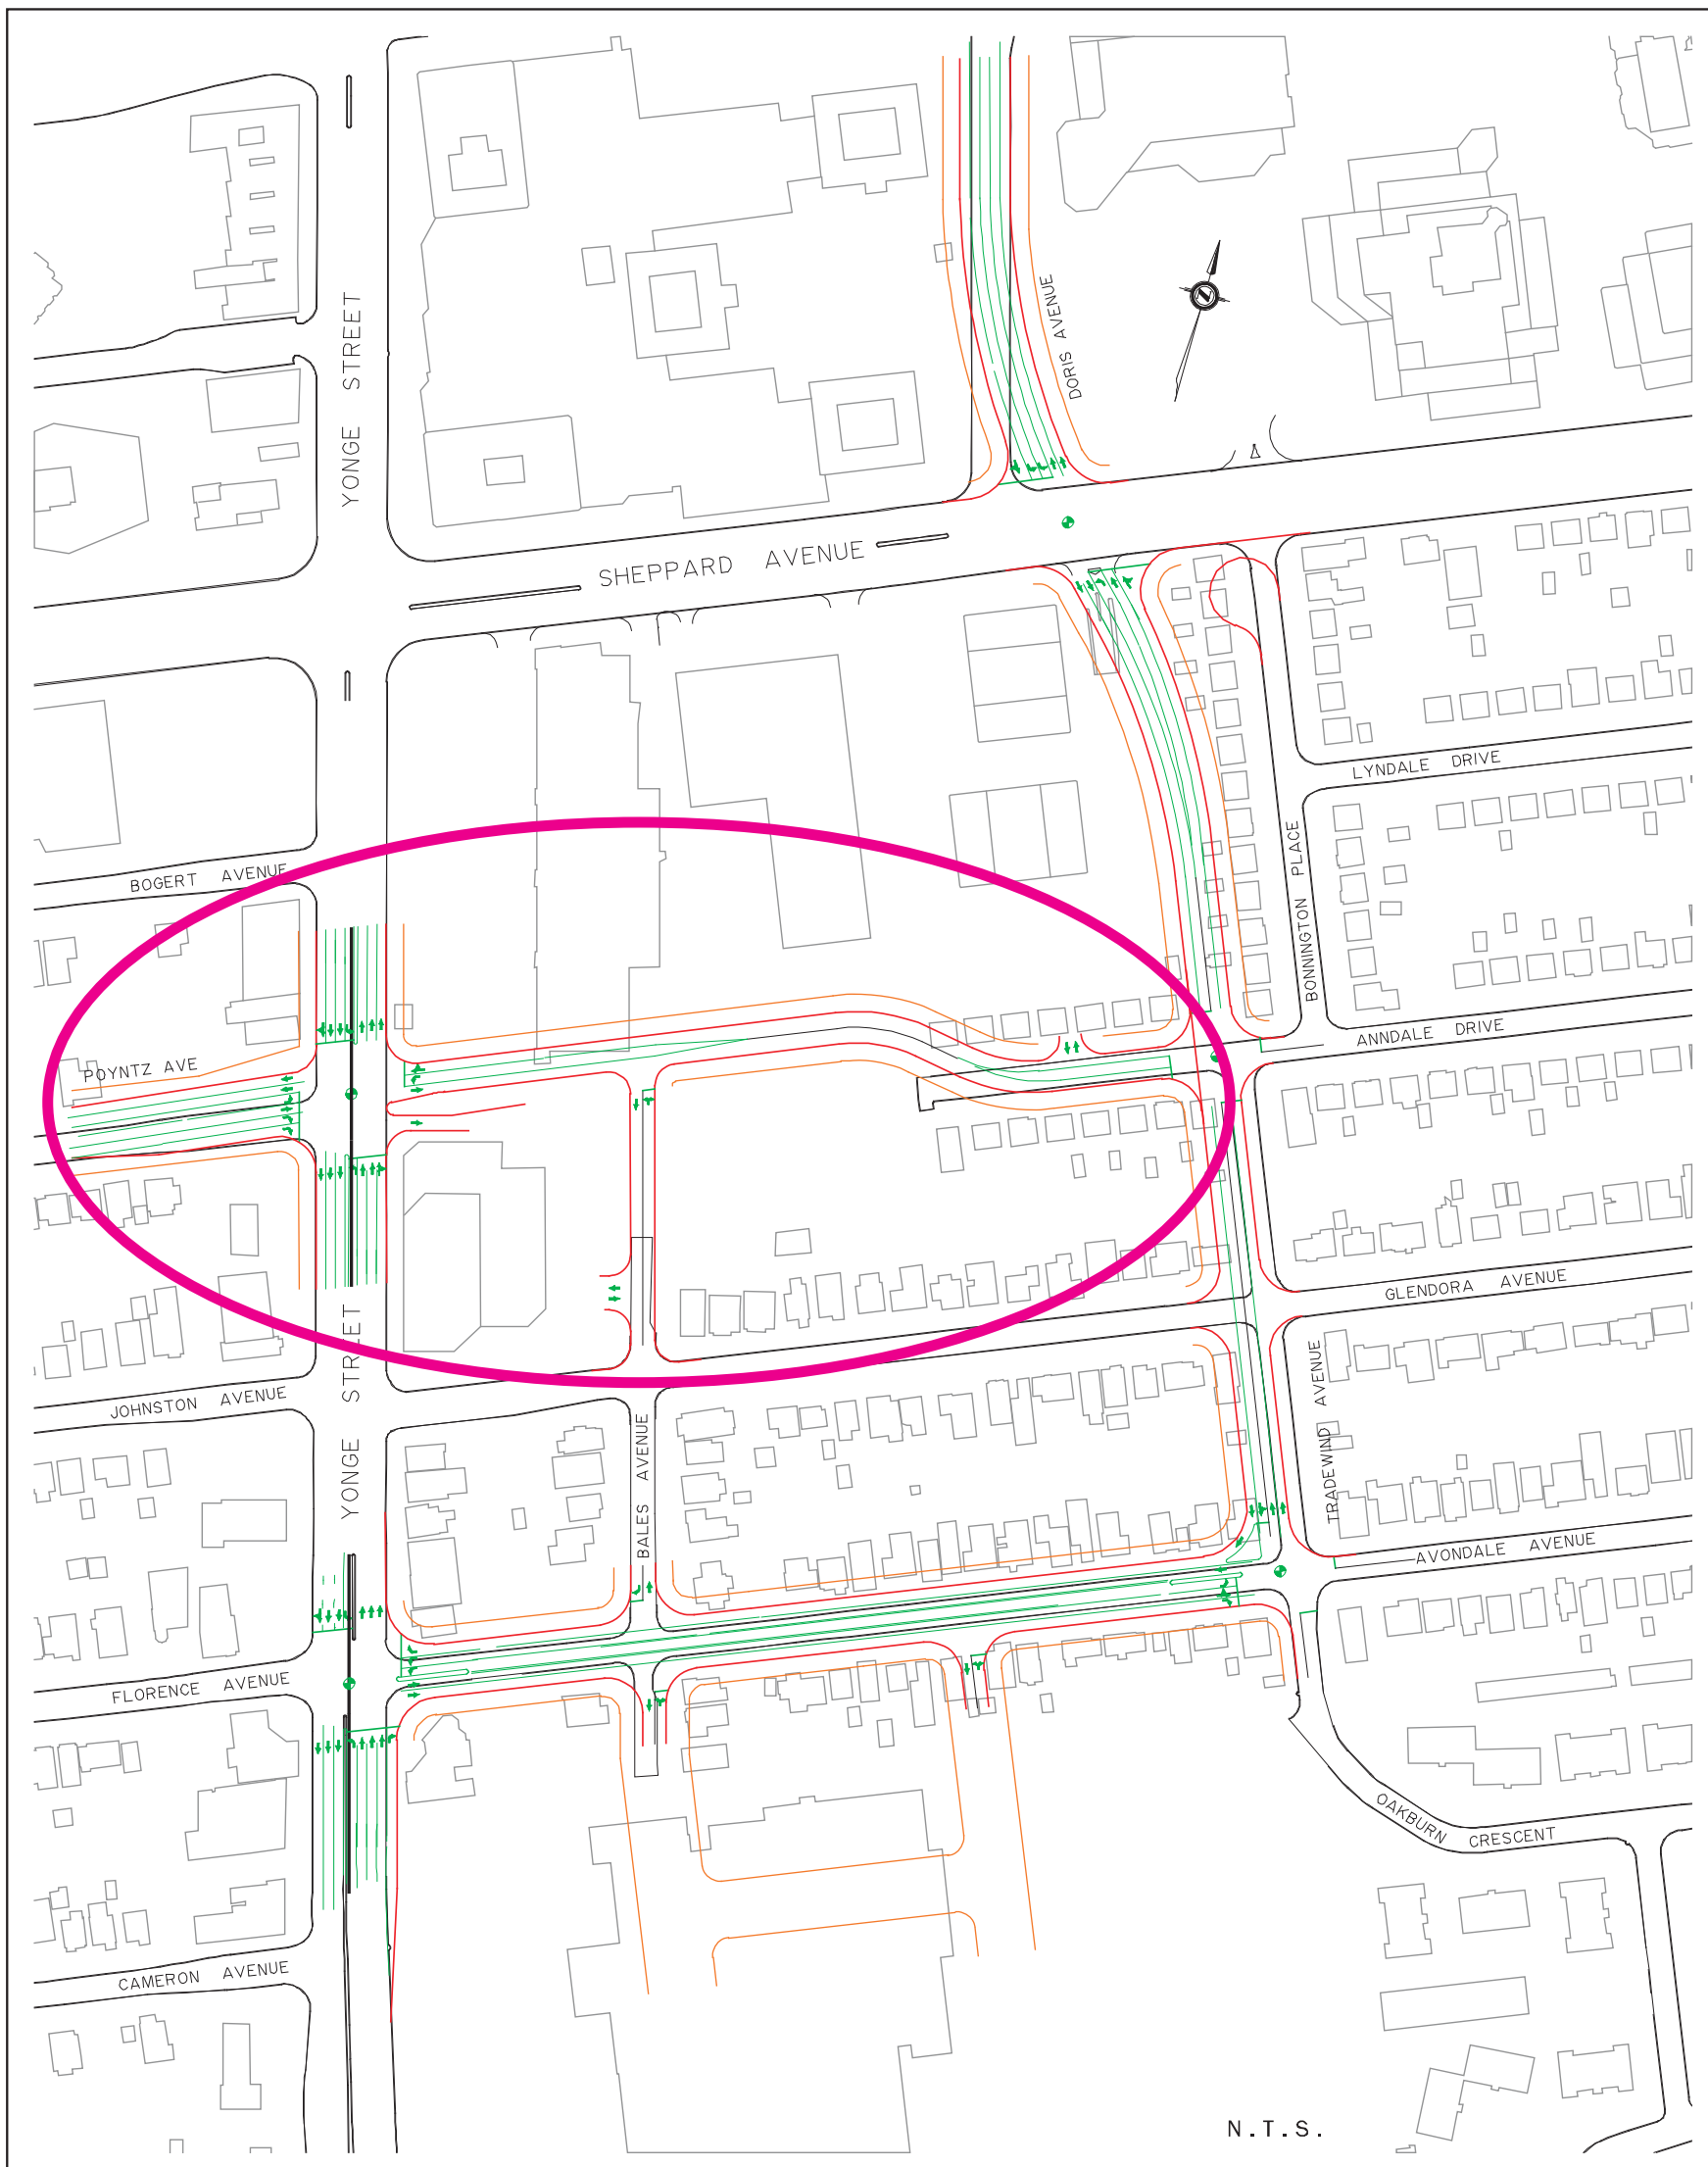 YONGE STREET
DORIS AVENUE
SHEPPARD AVENUE
LYNDALE DRIVE
BOGERT AVENUE
BONNINGTON PLACE
ANNDALE DRIVE
POYNTZ AVE
GLENDORA AVENUE
JOHNSTON AVENUE
YONGE STREET
BALES AVENUE
TRADEWIND AVENUE
AVONDALE AVENUE
FLORENCE AVENUE
OAKBURN CRESCENT
CAMERON AVENUE
N.T.S.